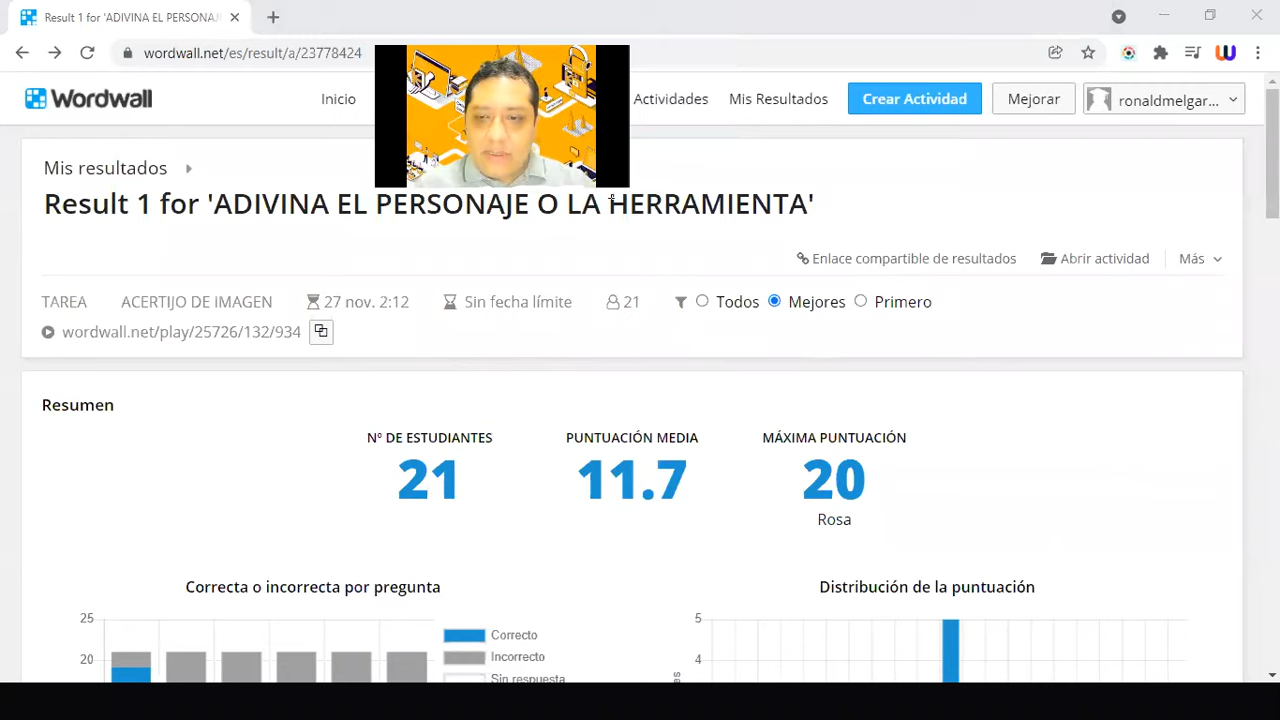 Result 1 for 'ADIVINA EL PERSONAJ
wordwall.net/es/result/a/23778424
Wordwall
Inicio
Actividades
Mis Resultados
Crear Actividad
Mejorar
ronaldmelgar...
Mis resultados
Result 1 for 'ADIVINA EL PERSONAJE O LA HERRAMIENTA'
Enlace compartible de resultados
Abrir actividad
Más
TAREA
ACERTIJO DE IMAGEN
27 nov. 2:12
Sin fecha límite
21
Todos
Mejores
Primero
wordwall.net/play/25726/132/934
Resumen
Nº DE ESTUDIANTES
PUNTUACIÓN MEDIA
MÁXIMA PUNTUACIÓN
21
11.7
20
Rosa
Correcta o incorrecta por pregunta
Distribución de la puntuación
25
20
Correcto
Incorrecto
Sin respuesta
5
4